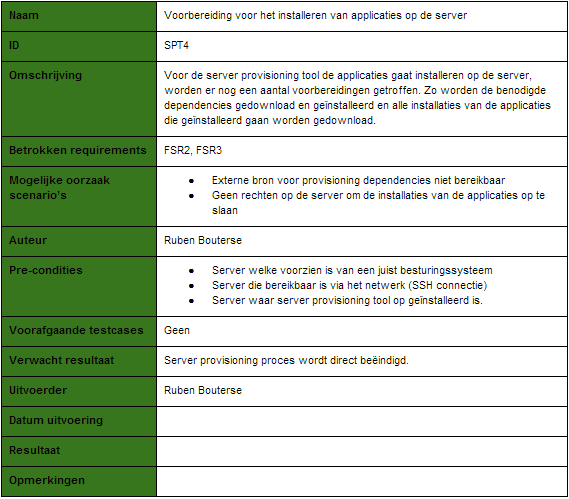 Naam
Voorbereiding voor het installeren van applicaties op de server
ID
SPT4
Omschrijving
Voor de server provisioning tool de applicaties gaat installeren op de server,
worden er nog een aantal voorbereidingen getroffen. Zo worden de benodigde
dependencies gedownload en geïnstalleerd en alle installaties van de applicaties
die geïnstalleerd gaan worden gedownload.
Betrokken requirements
FSR2, FSR3
Mogelijke oorzaak
scenario's
● Externe bron voor provisioning dependencies niet bereikbaar
● Geen rechten op de server om de installaties van de applicaties op te
slaan
Auteur
Ruben Bouterse
Pre-condities
● Server welke voorzien is van een juist besturingssysteem
● Server die bereikbaar is via het netwerk (SSH connectie)
● Server waar server provisioning tool op geïnstalleerd is.
Voorafgaande testcases
Geen
Verwacht resultaat
Server provisioning proces wordt direct beëindigd.
Uitvoerder
Ruben Bouterse
Datum uitvoering
Resultaat
Opmerkingen